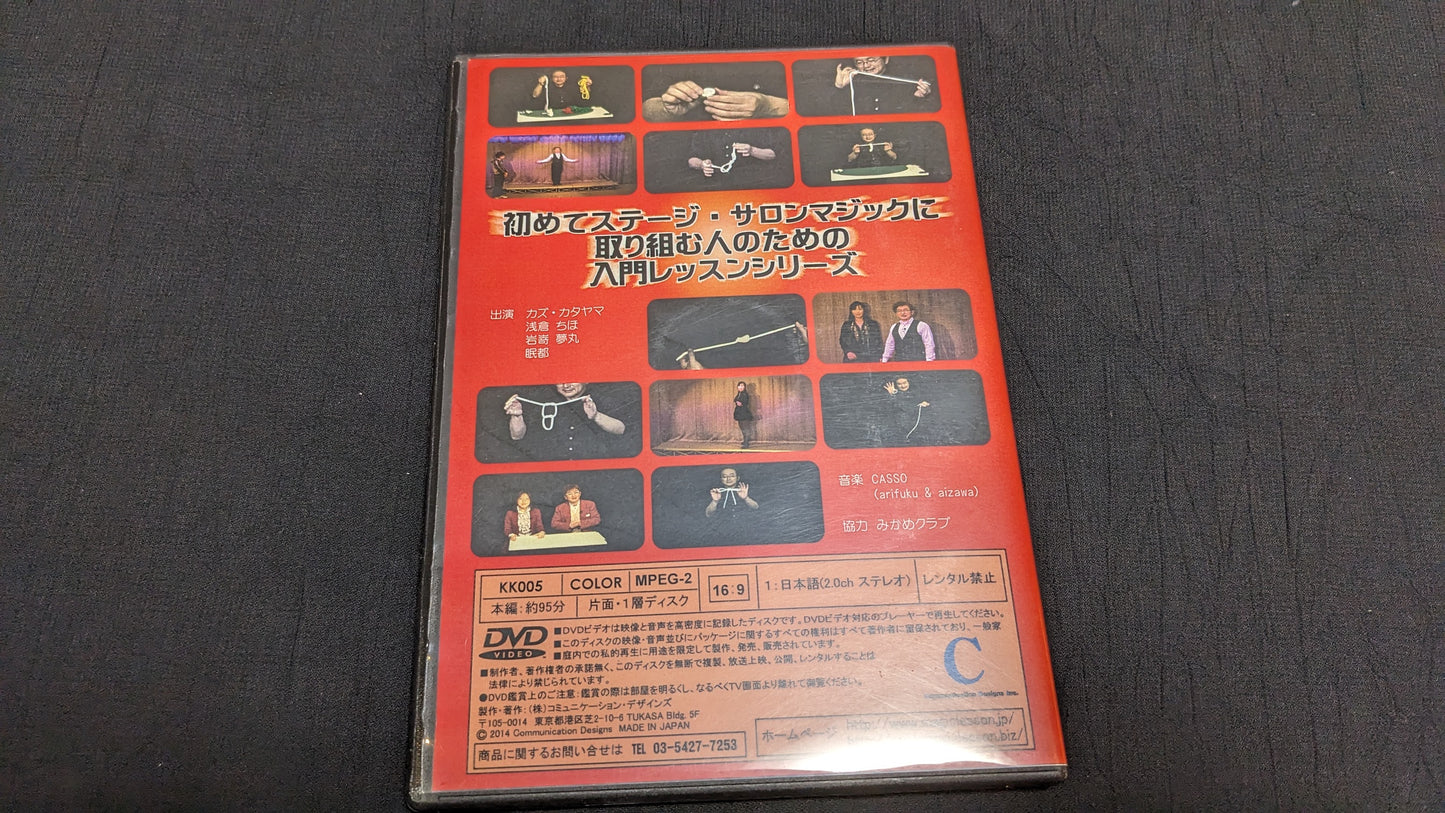 初めてステージ・サロンマジックに
取り組む人のための
入門レッスンシリーズ
出演 カズ・カタヤマ
浅倉 ちほ
岩嵜 夢丸
眠都
音楽 CASSO
(arifuku & aizawa)
協力 みかめクラブ
KK005 COLOR MPEG-2 16:9 1:日本語(2.0ch ステレオ) レンタル禁止
本編:約95分 片面・1層ディスク
DVD
VIDEO
■DVDビデオは映像と音声を高密度に記録したディスクです。DVDビデオ対応のプレーヤーで再生してください。
■このディスクの映像・音声並びにパッケージに関するすべての権利はすべて著作者に留保されており、一般家
■庭内での私的再生に用途を限定して製作、発売、販売されています。
■制作者、著作権者の承諾無く、このディスクを無断で複製、放送上映、公開、レンタルすることは
法律により禁じられています。
●DVD鑑賞上のご注意:鑑賞の際は部屋を明るくし、なるべくTV画面より離れて御覧ください。
C
Communication Designs Inc.
製作・著作:(株)コミュニケーション・デザインズ
〒105-0014 東京都港区芝2-10-6 TUKASA Bldg. 5F
© 2014 Communication Designs MADE IN JAPAN
商品に関するお問い合せは TEL 03-5427-7253
ホームページ